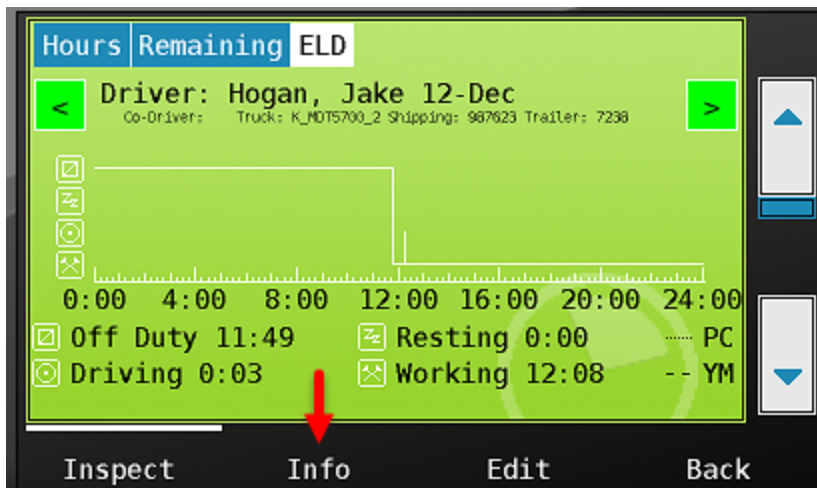 Hours Remaining ELD
< Driver: Hogan, Jake 12-Dec >
Co-Driver: Truck: K_MDT5700_2 Shipping: 987623 Trailer: 7238
0:00 4:00 8:00 12:00 16:00 20:00 24:00
Off Duty 11:49 Resting 0:00 PC
Driving 0:03 Working 12:08 -- YM
Inspect Info Edit Back